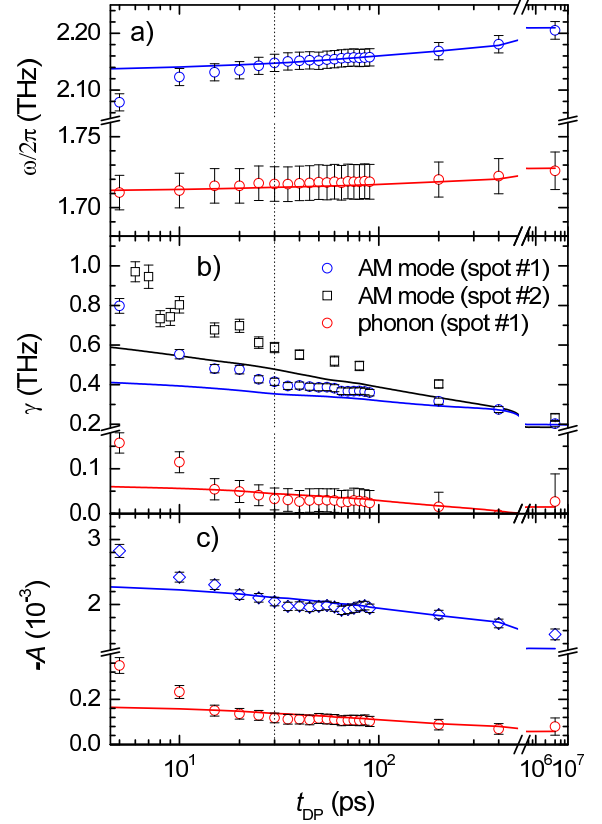 a)
2.20
2.10
1.75
1.70
ω/2π (THz)
b)
AM mode (spot #1)
AM mode (spot #2)
phonon (spot #1)
1.0
0.8
0.6
0.4
0.2
0.1
0.0
γ (THz)
c)
3
2
0.2
0.0
-A (10⁻³)
10¹ 10² 10⁶ 10⁷
t_DP (ps)